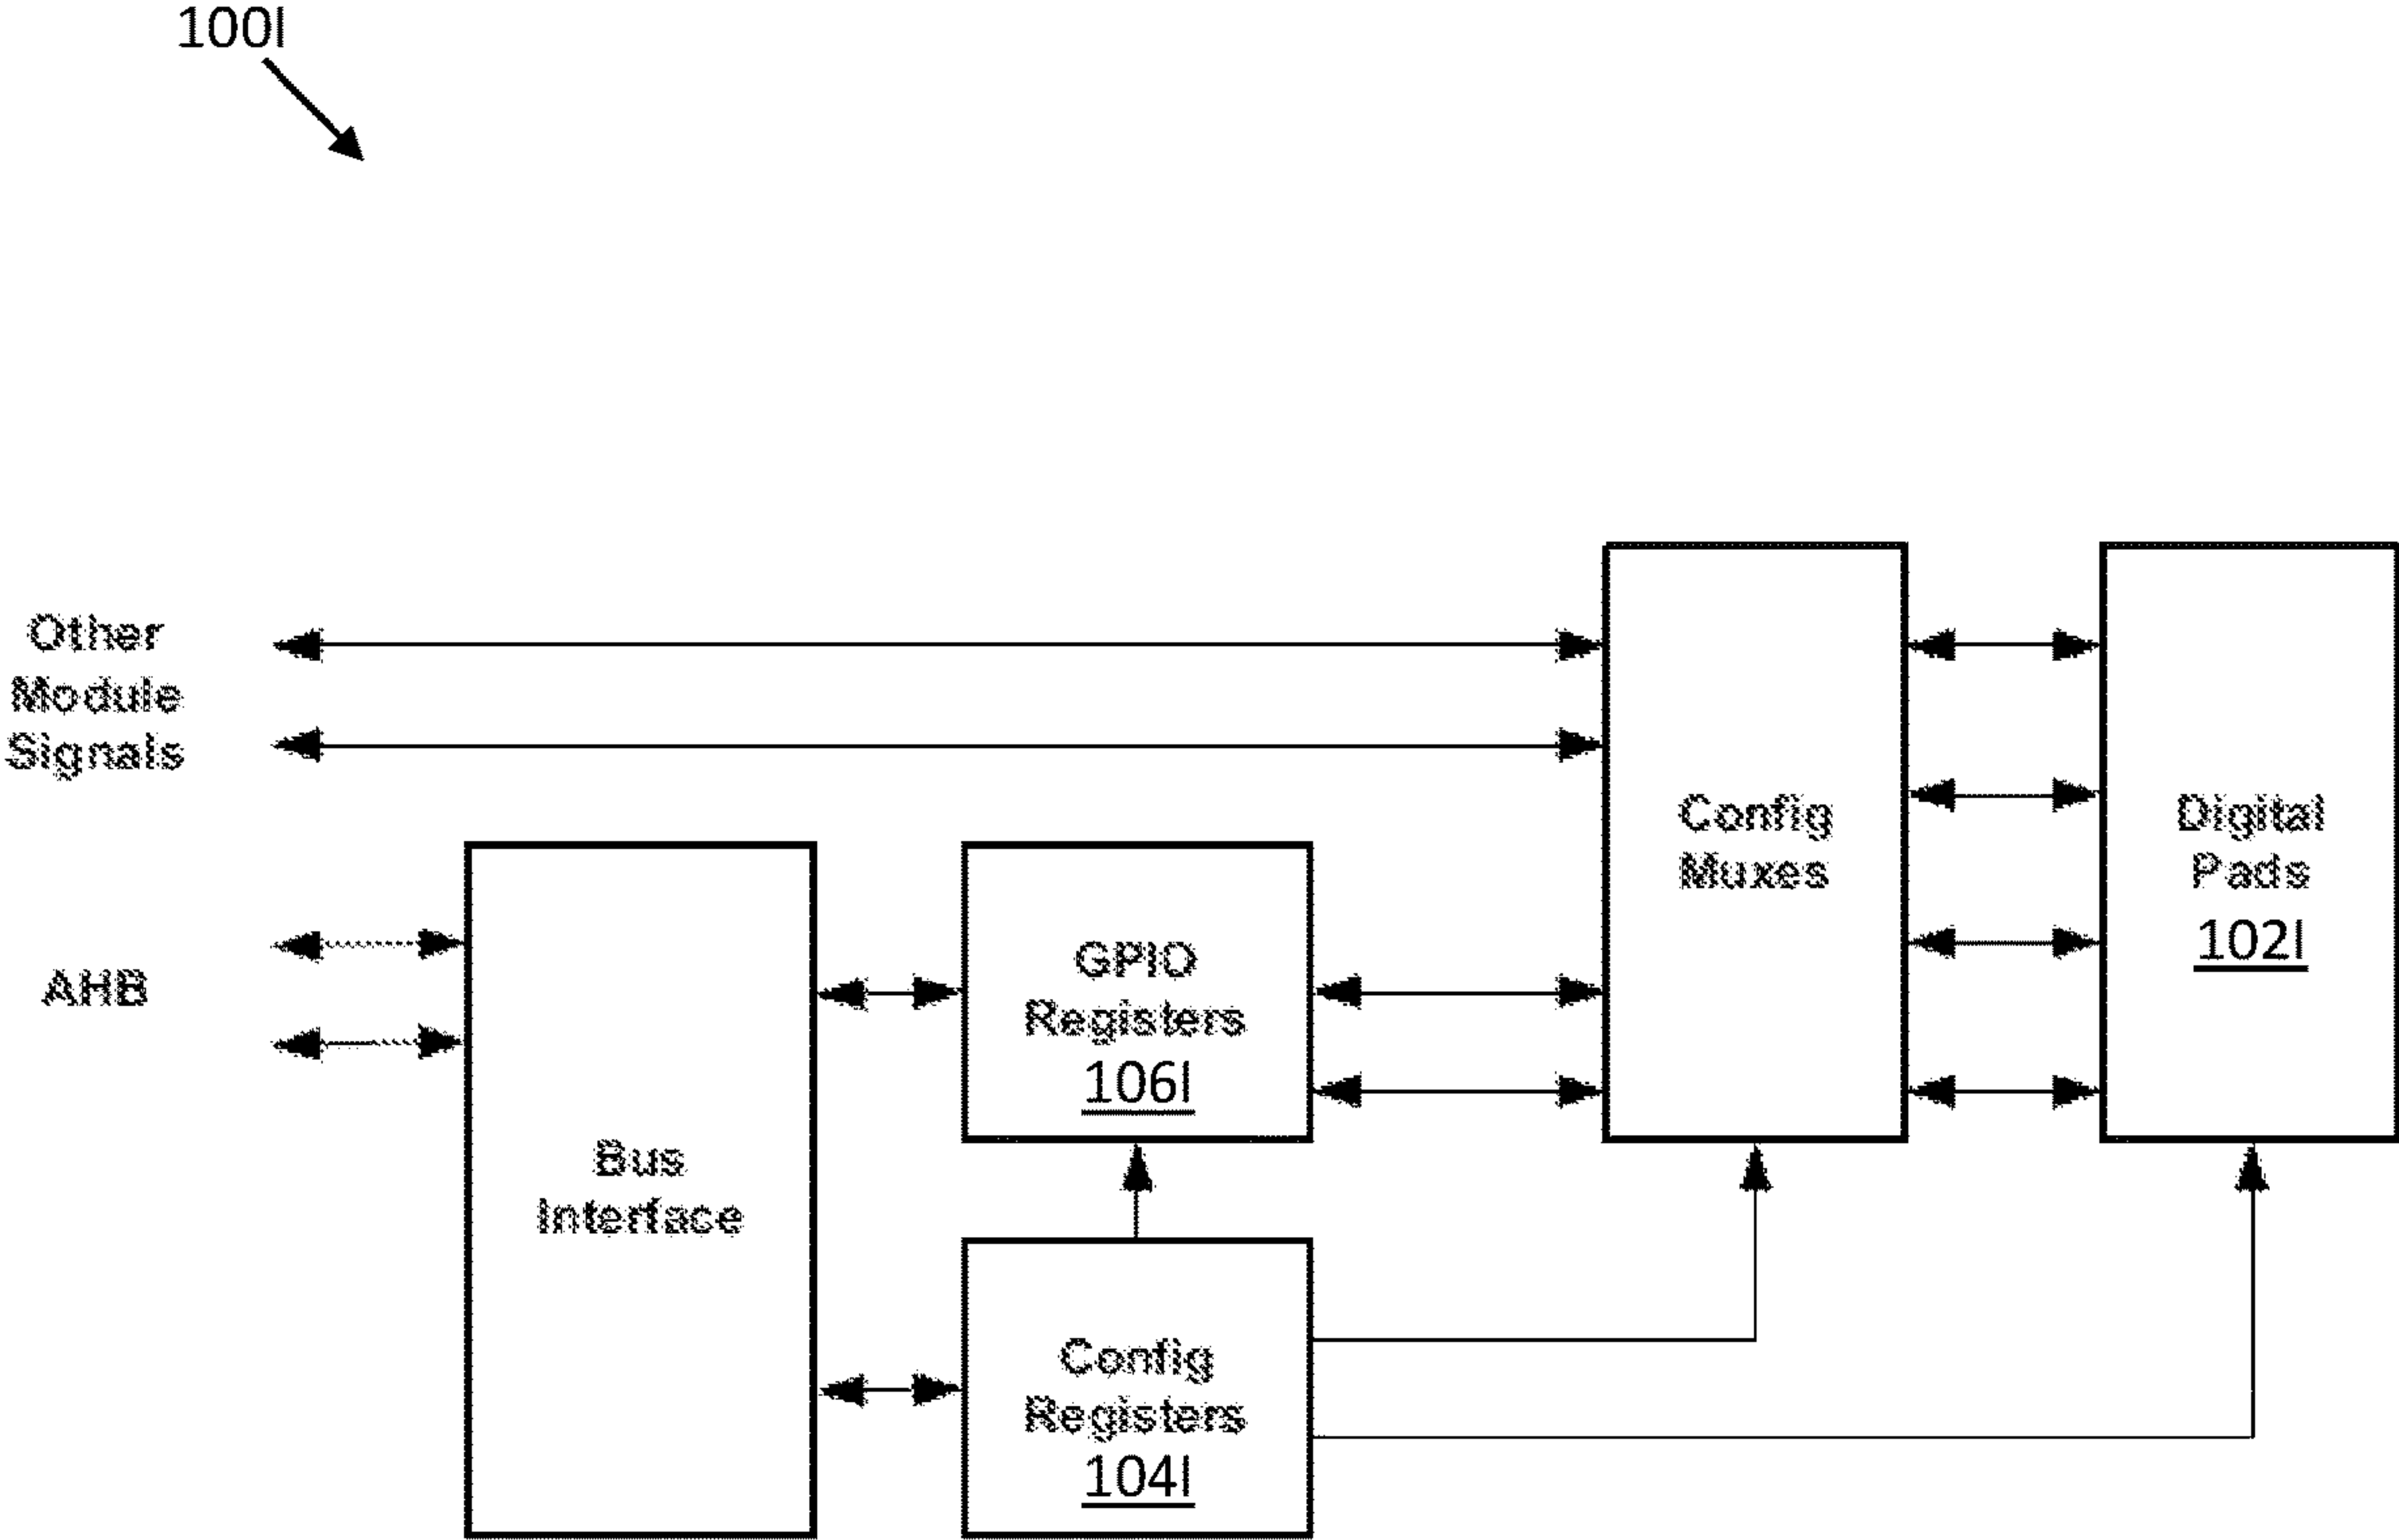 100I
Other
Module
Signals
AHB
Bus
Interface
GPIO
Registers
106I
Config
Registers
104I
Config
Muxes
Digital
Pads
102I